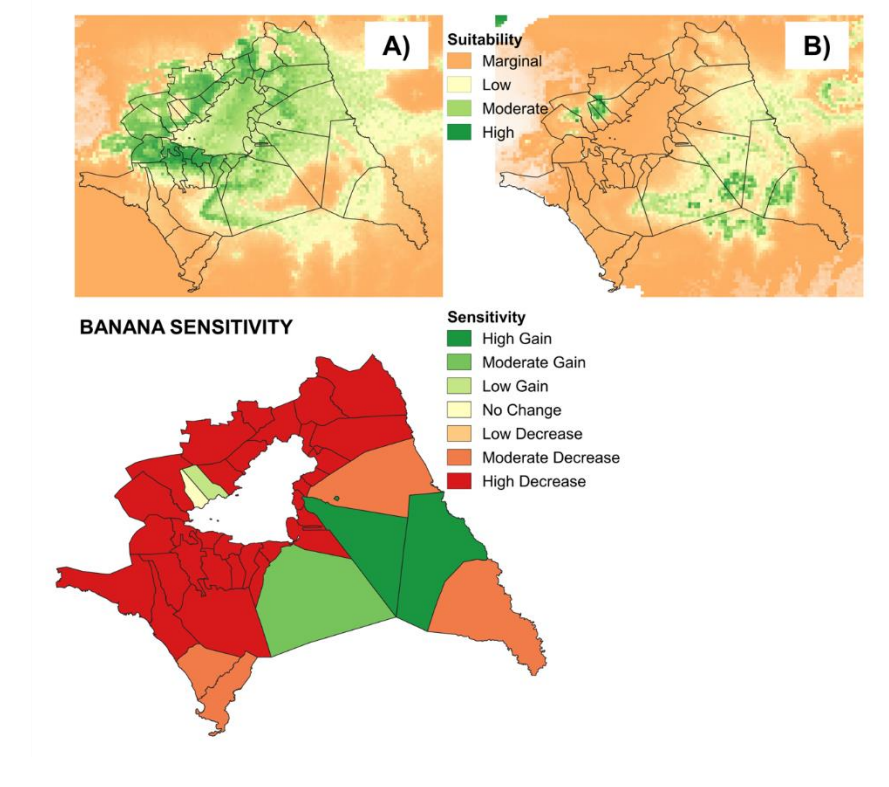 A)
Suitability
Marginal
Low
Moderate
High
B)
BANANA SENSITIVITY
Sensitivity
High Gain
Moderate Gain
Low Gain
No Change
Low Decrease
Moderate Decrease
High Decrease